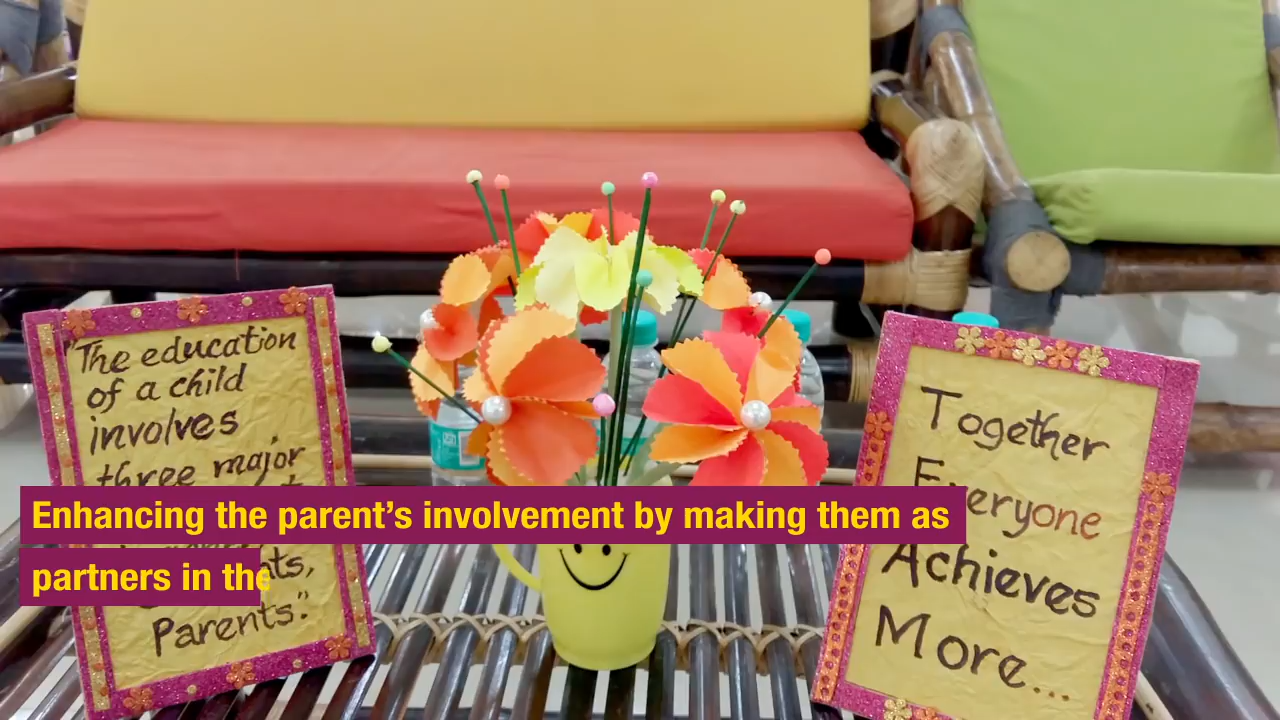 "The education
of a child
involves
three major
Parents."
Together
Everyone
Achieves
More...
Enhancing the parent's involvement by making them as
partners in the